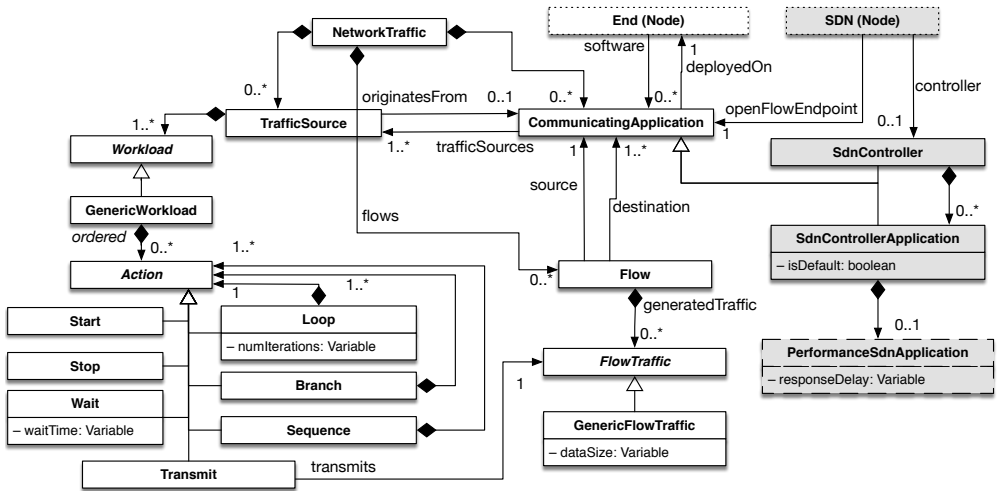 End (Node)
SDN (Node)
NetworkTraffic
software
1
deployedOn
controller
0..*
originatesFrom
0..1
0..*
0..*
openFlowEndpoint
TrafficSource
CommunicatingApplication
1
0..1
1..*
1..*
trafficSources
1
1..*
Workload
SdnController
source
GenericWorkload
flows
destination
0..*
ordered
0..*
1..*
SdnControllerApplication
– isDefault: boolean
Action
1
1..*
0..*
Flow
generatedTraffic
Start
Loop
– numIterations: Variable
0..*
0..1
Stop
FlowTraffic
PerformanceSdnApplication
– responseDelay: Variable
Branch
1
Wait
– waitTime: Variable
Sequence
GenericFlowTraffic
– dataSize: Variable
Transmit
transmits